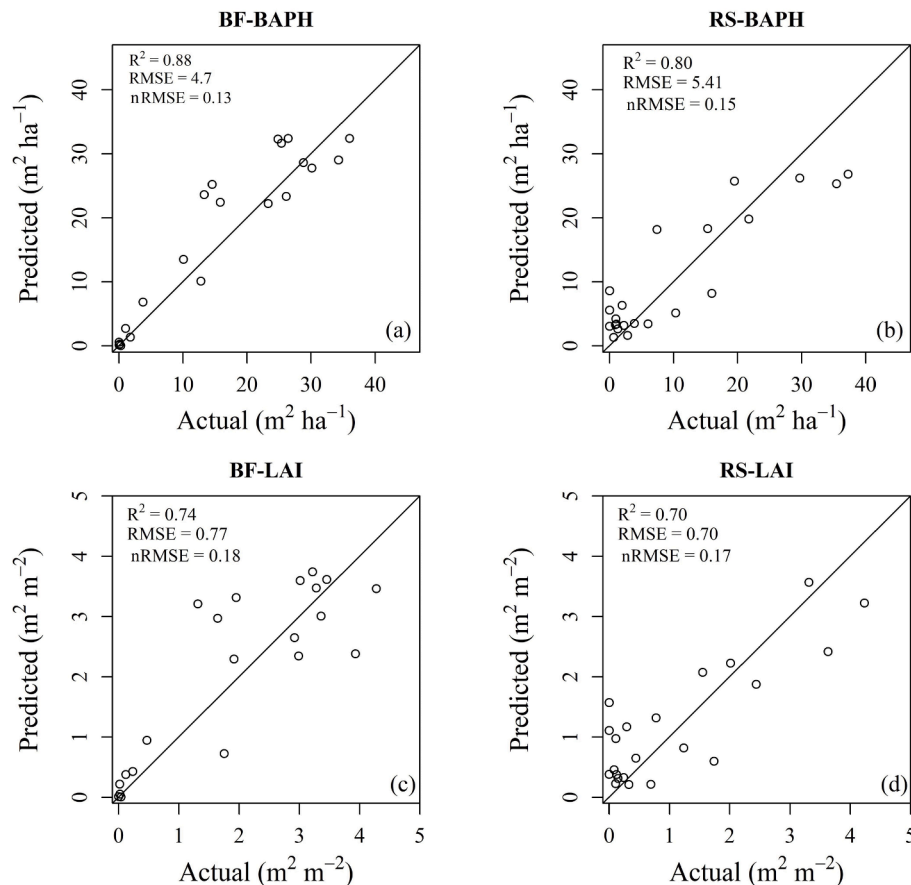 BF-BAPH
R² = 0.88
RMSE = 4.7
nRMSE = 0.13
40
30
20
10
0
Predicted (m² ha⁻¹)
(a)
0 10 20 30 40
Actual (m² ha⁻¹)
RS-BAPH
R² = 0.80
RMSE = 5.41
nRMSE = 0.15
40
30
20
10
0
Predicted (m² ha⁻¹)
(b)
0 10 20 30 40
Actual (m² ha⁻¹)
BF-LAI
R² = 0.74
RMSE = 0.77
nRMSE = 0.18
5
4
3
2
1
0
Predicted (m² m⁻²)
(c)
0 1 2 3 4 5
Actual (m² m⁻²)
RS-LAI
R² = 0.70
RMSE = 0.70
nRMSE = 0.17
5
4
3
2
1
0
Predicted (m² m⁻²)
(d)
0 1 2 3 4 5
Actual (m² m⁻²)